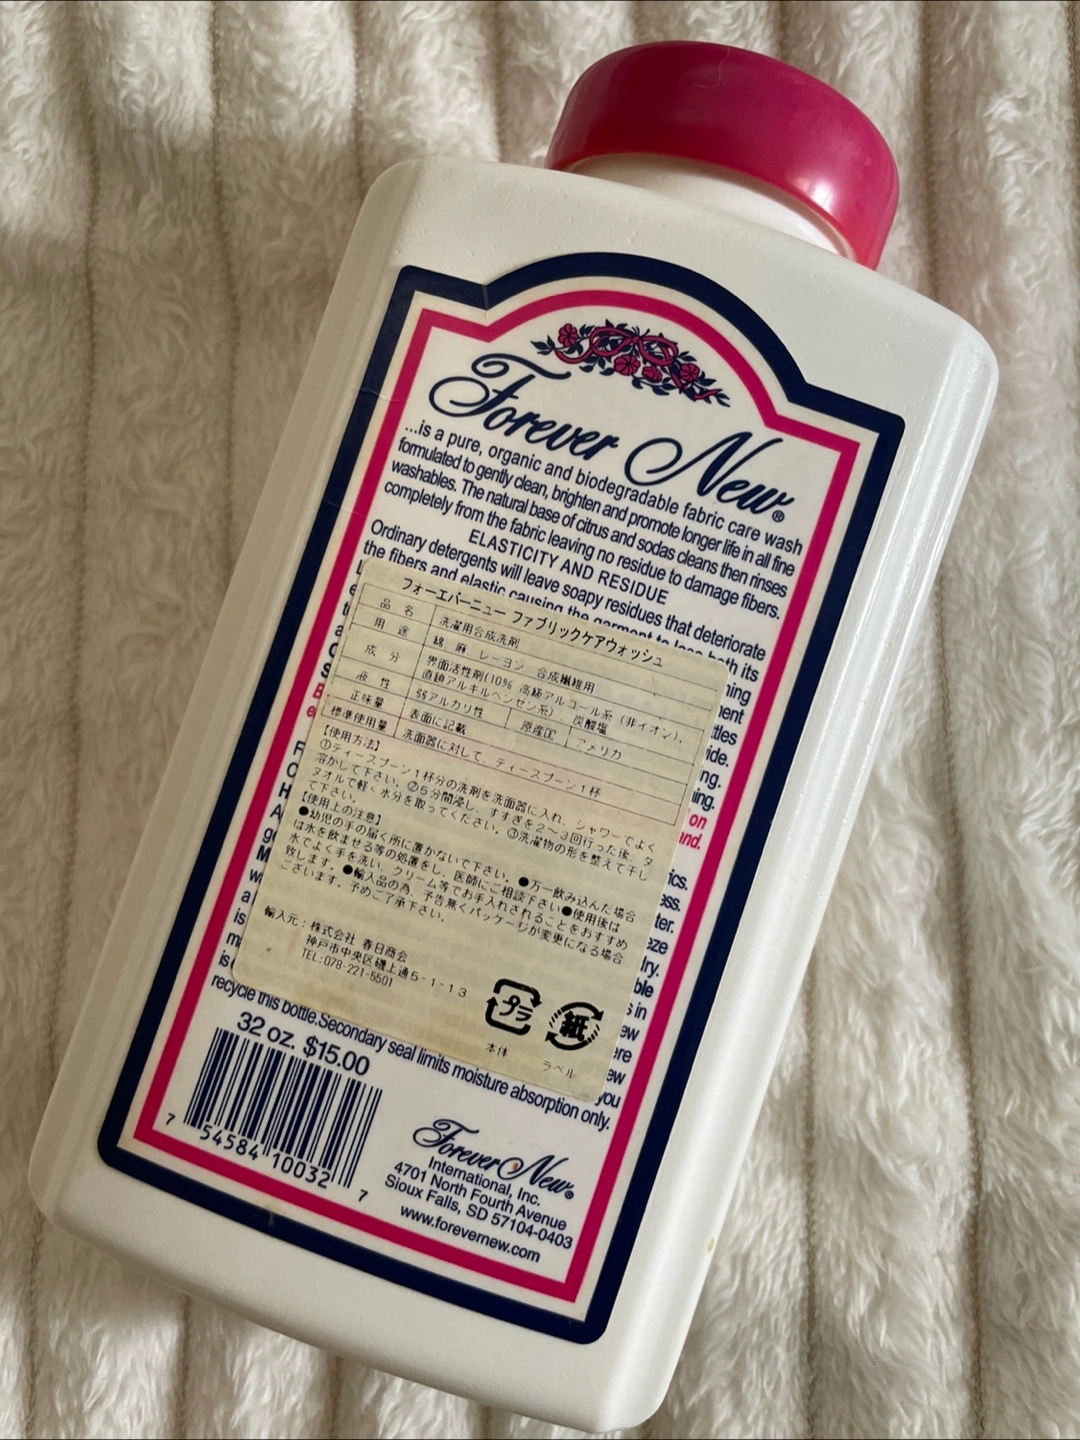 Forever New®
...is a pure, organic and biodegradable fabric care wash
formulated to gently clean, brighten and promote longer life in all fine
washables. The natural base of citrus and sodas cleans then rinses
completely from the fabric leaving no residue to damage fibers.
ELASTICITY AND RESIDUE
Ordinary detergents will leave soapy residues that deteriorate
the fibers and elastic causing the garment to lose both its
フォーエバーニュー ファブリックケアウォッシュ
品 名 洗濯用合成洗剤
用 途 綿 麻 レーヨン 合成繊維用
成 分 界面活性剤(10% 高級アルコール系(非イオン)、
直鎖アルキルベンゼン系) 炭酸塩
液 性 弱アルカリ性 原産国 アメリカ
正味量 表面に記載
標準使用量 洗面器に対して、ティースプーン1杯
【使用方法】
①ティースプーン1杯分の洗剤を洗面器に入れ、シャワーでよく
溶かして下さい。②5分間浸し、すすぎを2～3回行った後、タ
タオルで軽く水分を取ってください。③洗濯物の形を整えて干し
て下さい。
【使用上の注意】
●幼児の手の届く所に置かないで下さい。●万一飲み込んだ場合
は水を飲ませる等の処置をし、医師にご相談下さい●使用後は
水でよく手を洗い、クリーム等でお手入れされることをおすすめ
致します。●輸入品の為、予告無くパッケージが変更になる場合
ございます。予めご了承下さい。
輸入元：株式会社 春日商会
神戸市中央区磯上通5-1-13
TEL:078-221-5501
プラ 紙
本体 ラベル
recycle this bottle. Secondary seal limits moisture absorption only.
32 oz. $15.00
7 54584 10032 7
Forever New®
International, Inc.
4701 North Fourth Avenue
Sioux Falls, SD 57104-0403
www.forevernew.com